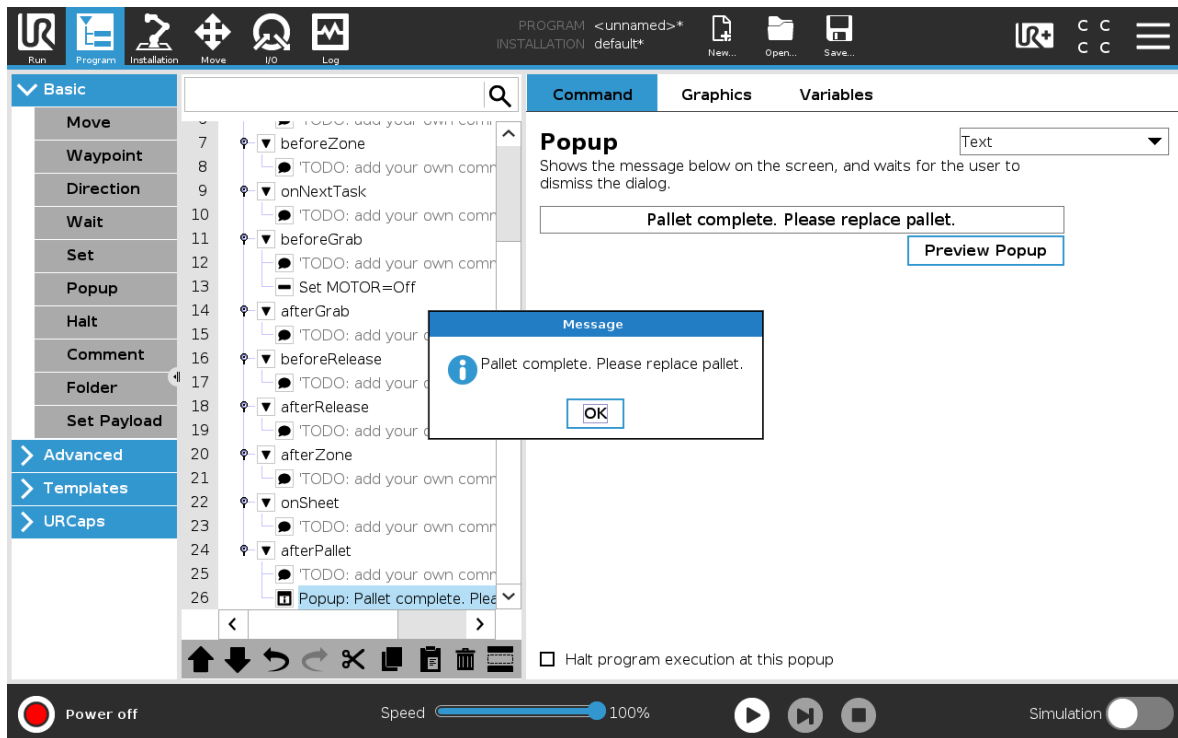 PROGRAM <unnamed>*
INSTALLATION default*
Run
Program
Installation
Move
I/O
Log
New...
Open...
Save...
UR+
C C
C C
Basic
Move
Waypoint
Direction
Wait
Set
Popup
Halt
Comment
Folder
Set Payload
Advanced
Templates
URCaps
'TODO: add your own comm
7 beforeZone
8 'TODO: add your own comm
9 onNextTask
10 'TODO: add your own comm
11 beforeGrab
12 'TODO: add your own comm
13 Set MOTOR=Off
14 afterGrab
15 'TODO: add your
16 beforeRelease
17 'TODO: add your
18 afterRelease
19 'TODO: add your
20 afterZone
21 'TODO: add your own comm
22 onSheet
23 'TODO: add your own comm
24 afterPallet
25 'TODO: add your own comm
26 Popup: Pallet complete. Plea
Command Graphics Variables
Popup
Text
Shows the message below on the screen, and waits for the user to
dismiss the dialog.
Pallet complete. Please replace pallet.
Preview Popup
Message
Pallet complete. Please replace pallet.
OK
Halt program execution at this popup
Power off
Speed 100%
Simulation